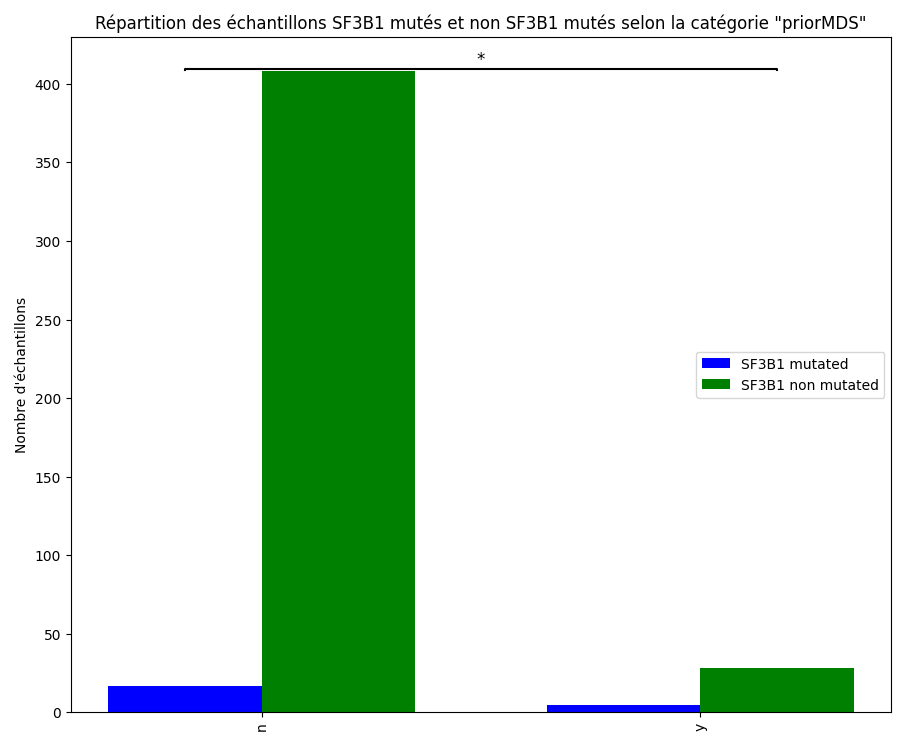 Répartition des échantillons SF3B1 mutés et non SF3B1 mutés selon la catégorie "priorMDS"
*
400
350
300
250
200
150
100
50
0
Nombre d'échantillons
SF3B1 mutated
SF3B1 non mutated
n
y